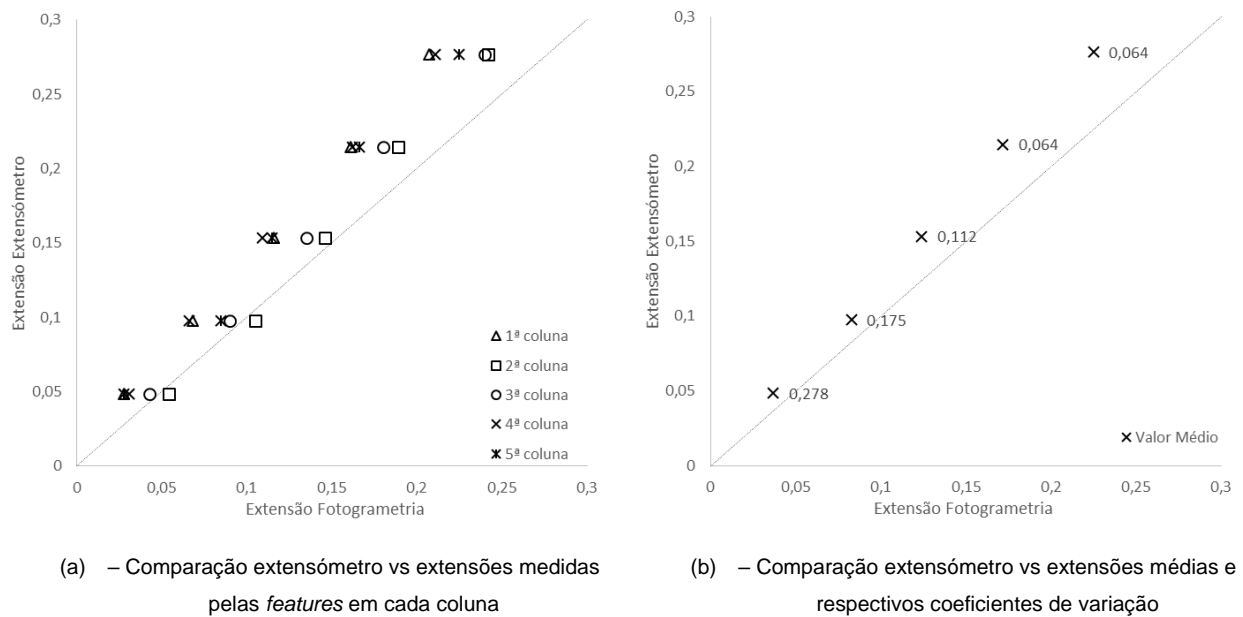 0,3
0,25
0,2
0,15
0,1
0,05
0
Extensão Extensómetro
0
0,05
0,1
0,15
0,2
0,25
0,3
Extensão Fotogrametria
1ª coluna
2ª coluna
3ª coluna
4ª coluna
5ª coluna
(a) – Comparação extensómetro vs extensões medidas
pelas features em cada coluna
0,3
0,25
0,2
0,15
0,1
0,05
0
Extensão Extensómetro
0,064
0,064
0,112
0,175
0,278
Valor Médio
0
0,05
0,1
0,15
0,2
0,25
0,3
Extensão Fotogrametria
(b) – Comparação extensómetro vs extensões médias e
respectivos coeficientes de variação